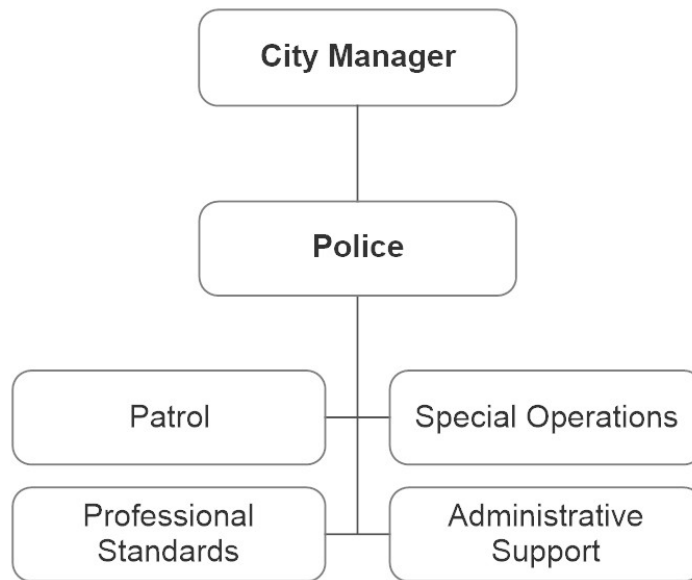 City Manager
Police
Patrol
Special Operations
Professional
Standards
Administrative
Support